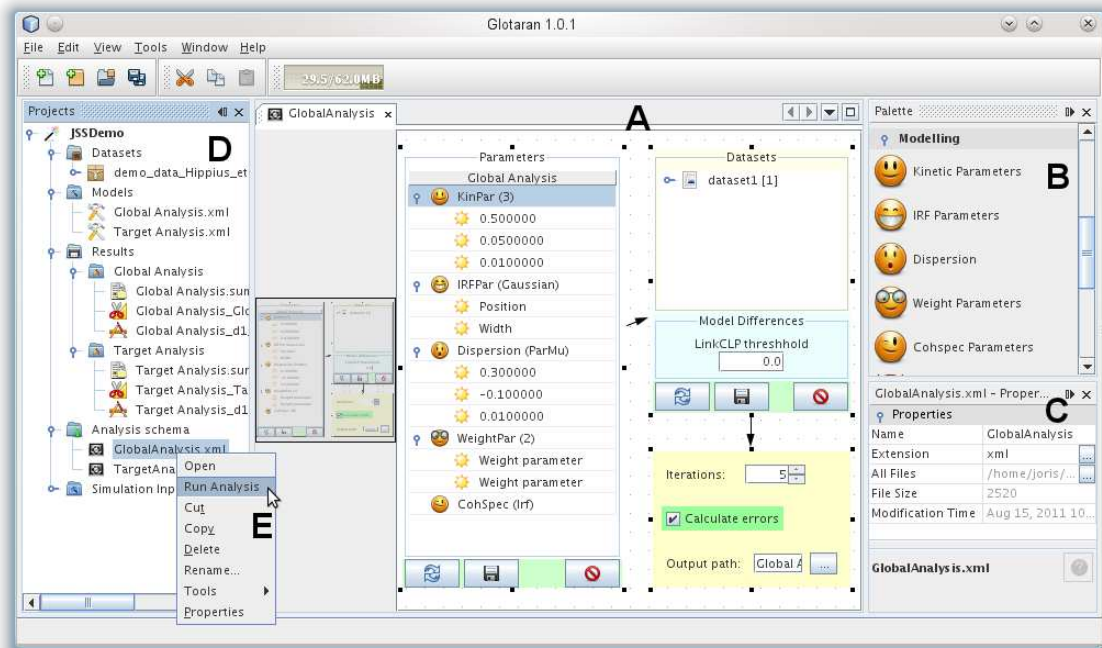 Glotaran 1.0.1
File Edit View Tools Window Help
29.5/62.0MB
Projects
D
JSSDemo
Datasets
demo_data_Hippius_et
Models
Global Analysis.xml
Target Analysis.xml
Results
Global Analysis
Global Analysis.sum
Global Analysis_Glo
Global Analysis_d1_
Target Analysis
Target Analysis.sum
Target Analysis_Ta
Target Analysis_d1
Analysis schema
GlobalAnalysis.xml
TargetAna
Simulation Inp
Open
Run Analysis
Cut
Copy
Delete
Rename...
Tools
Properties
E
GlobalAnalysis
A
Parameters
Global Analysis
KinPar (3)
0.500000
0.0500000
0.0100000
IRFPar (Gaussian)
Position
Width
Dispersion (ParMu)
0.300000
-0.100000
0.0100000
WeightPar (2)
Weight parameter
Weight parameter
CohSpec (Irf)
Datasets
dataset1 [1]
Model Differences
LinkCLP threshhold
0.0
Iterations: 5
Calculate errors
Output path: Global A ...
Palette
Modelling
B
Kinetic Parameters
IRF Parameters
Dispersion
Weight Parameters
Cohspec Parameters
GlobalAnalysis.xml - Proper...
C
Properties
Name GlobalAnalysis
Extension xml ...
All Files /home/joris/... ...
File Size 2520
Modification Time Aug 15, 2011 10...
GlobalAnalysis.xml